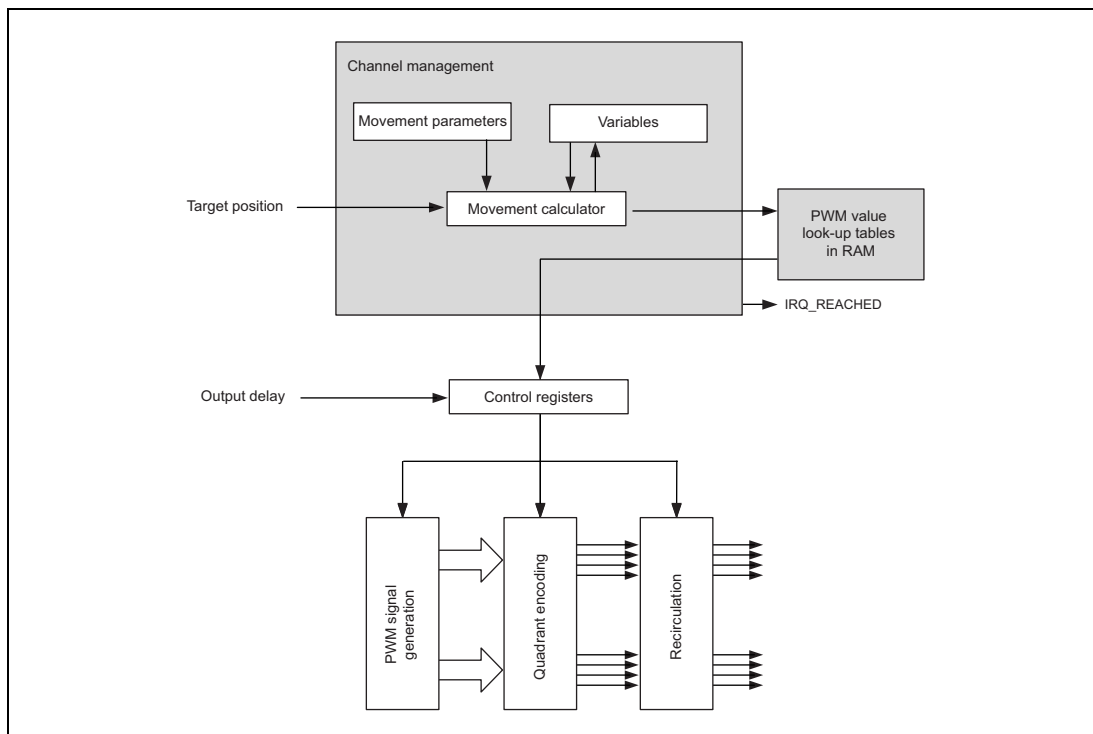 Channel management
Movement parameters
Variables
Target position
Movement calculator
PWM value
look-up tables
in RAM
IRQ_REACHED
Output delay
Control registers
PWM signal
generation
Quadrant encoding
Recirculation